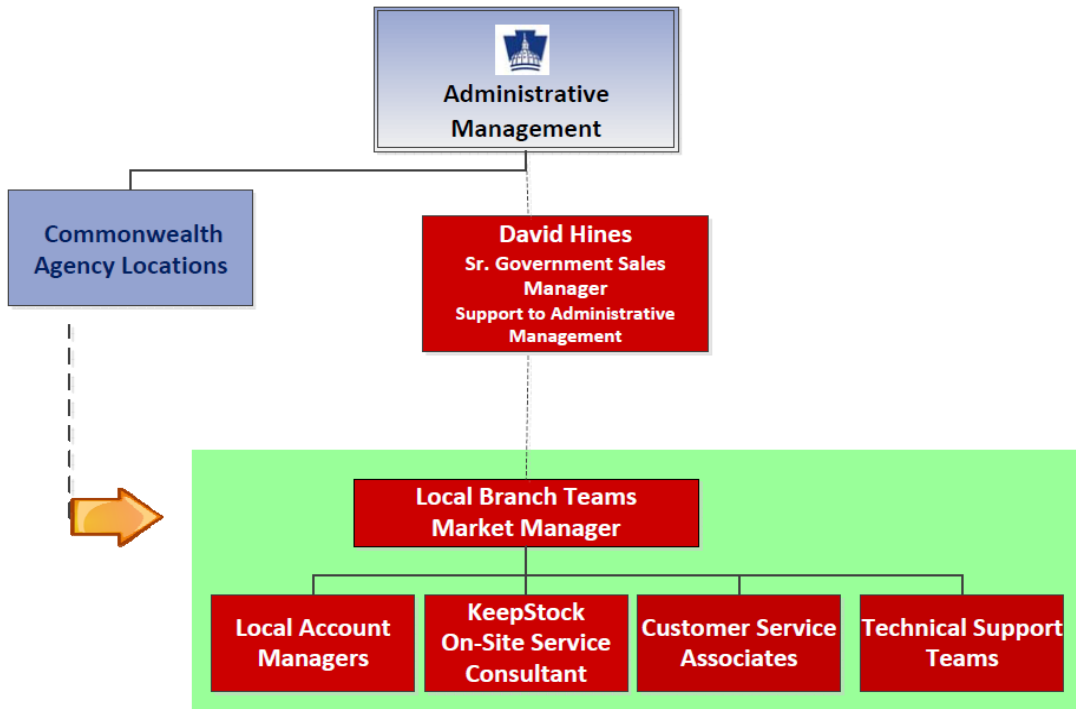 Administrative
Management
Commonwealth
Agency Locations
David Hines
Sr. Government Sales
Manager
Support to Administrative
Management
Local Branch Teams
Market Manager
Local Account
Managers
KeepStock
On-Site Service
Consultant
Customer Service
Associates
Technical Support
Teams